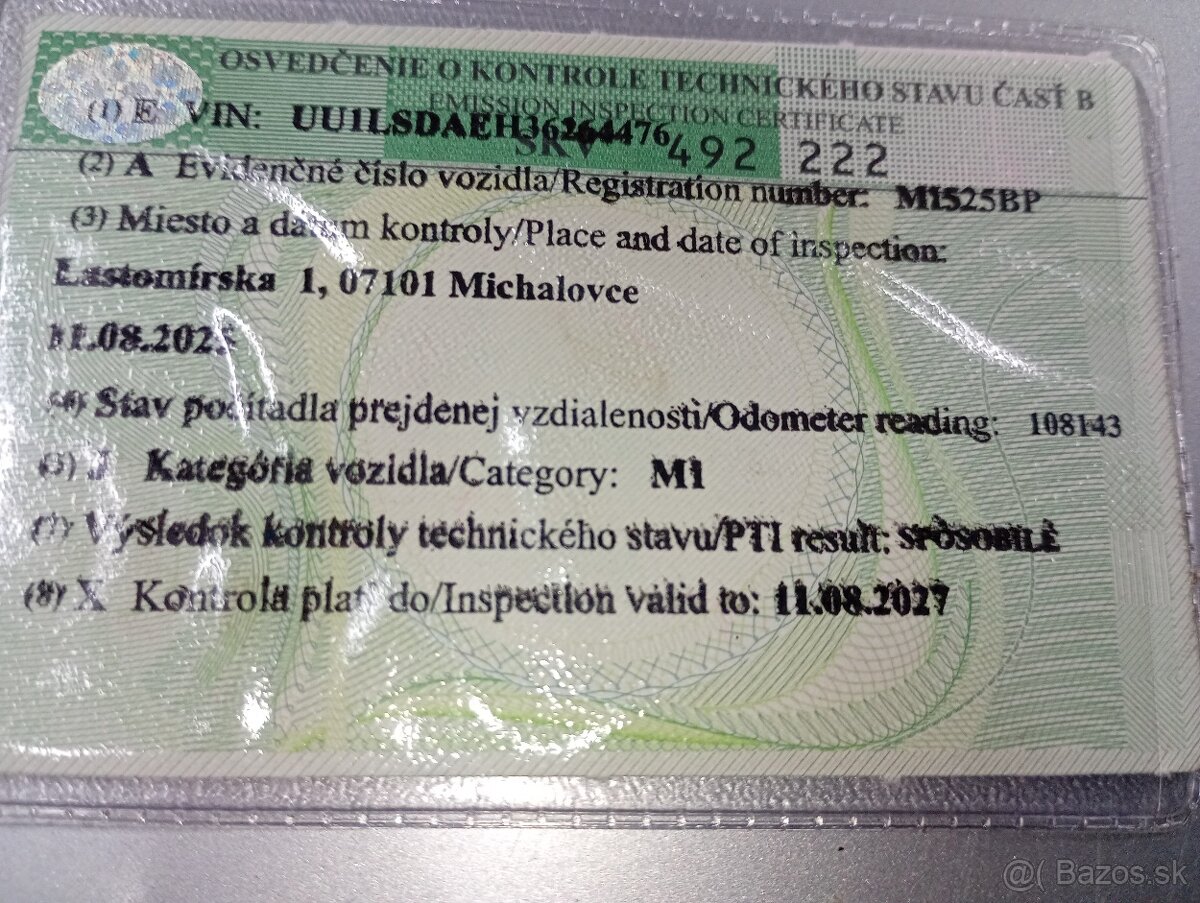 OSVEDČENIE O KONTROLE TECHNICKÉHO STAVU ČASŤ B
EMISSION INSPECTION CERTIFICATE
(1) E VIN: UU1LSDAEH36264476
SKV 492 222
(2) A Evidenčné číslo vozidla/Registration number: MI525BP
(3) Miesto a dátum kontroly/Place and date of inspection:
Lastomírska 1, 07101 Michalovce
11.08.2025
(4) Stav počítadla prejdenej vzdialenosti/Odometer reading: 108143
(5) J Kategória vozidla/Category: M1
(7) Výsledok kontroly technického stavu/PTI result: SPÔSOBILÉ
(8) X Kontrola platí do/Inspection valid to: 11.08.2027
@( Bazos.sk